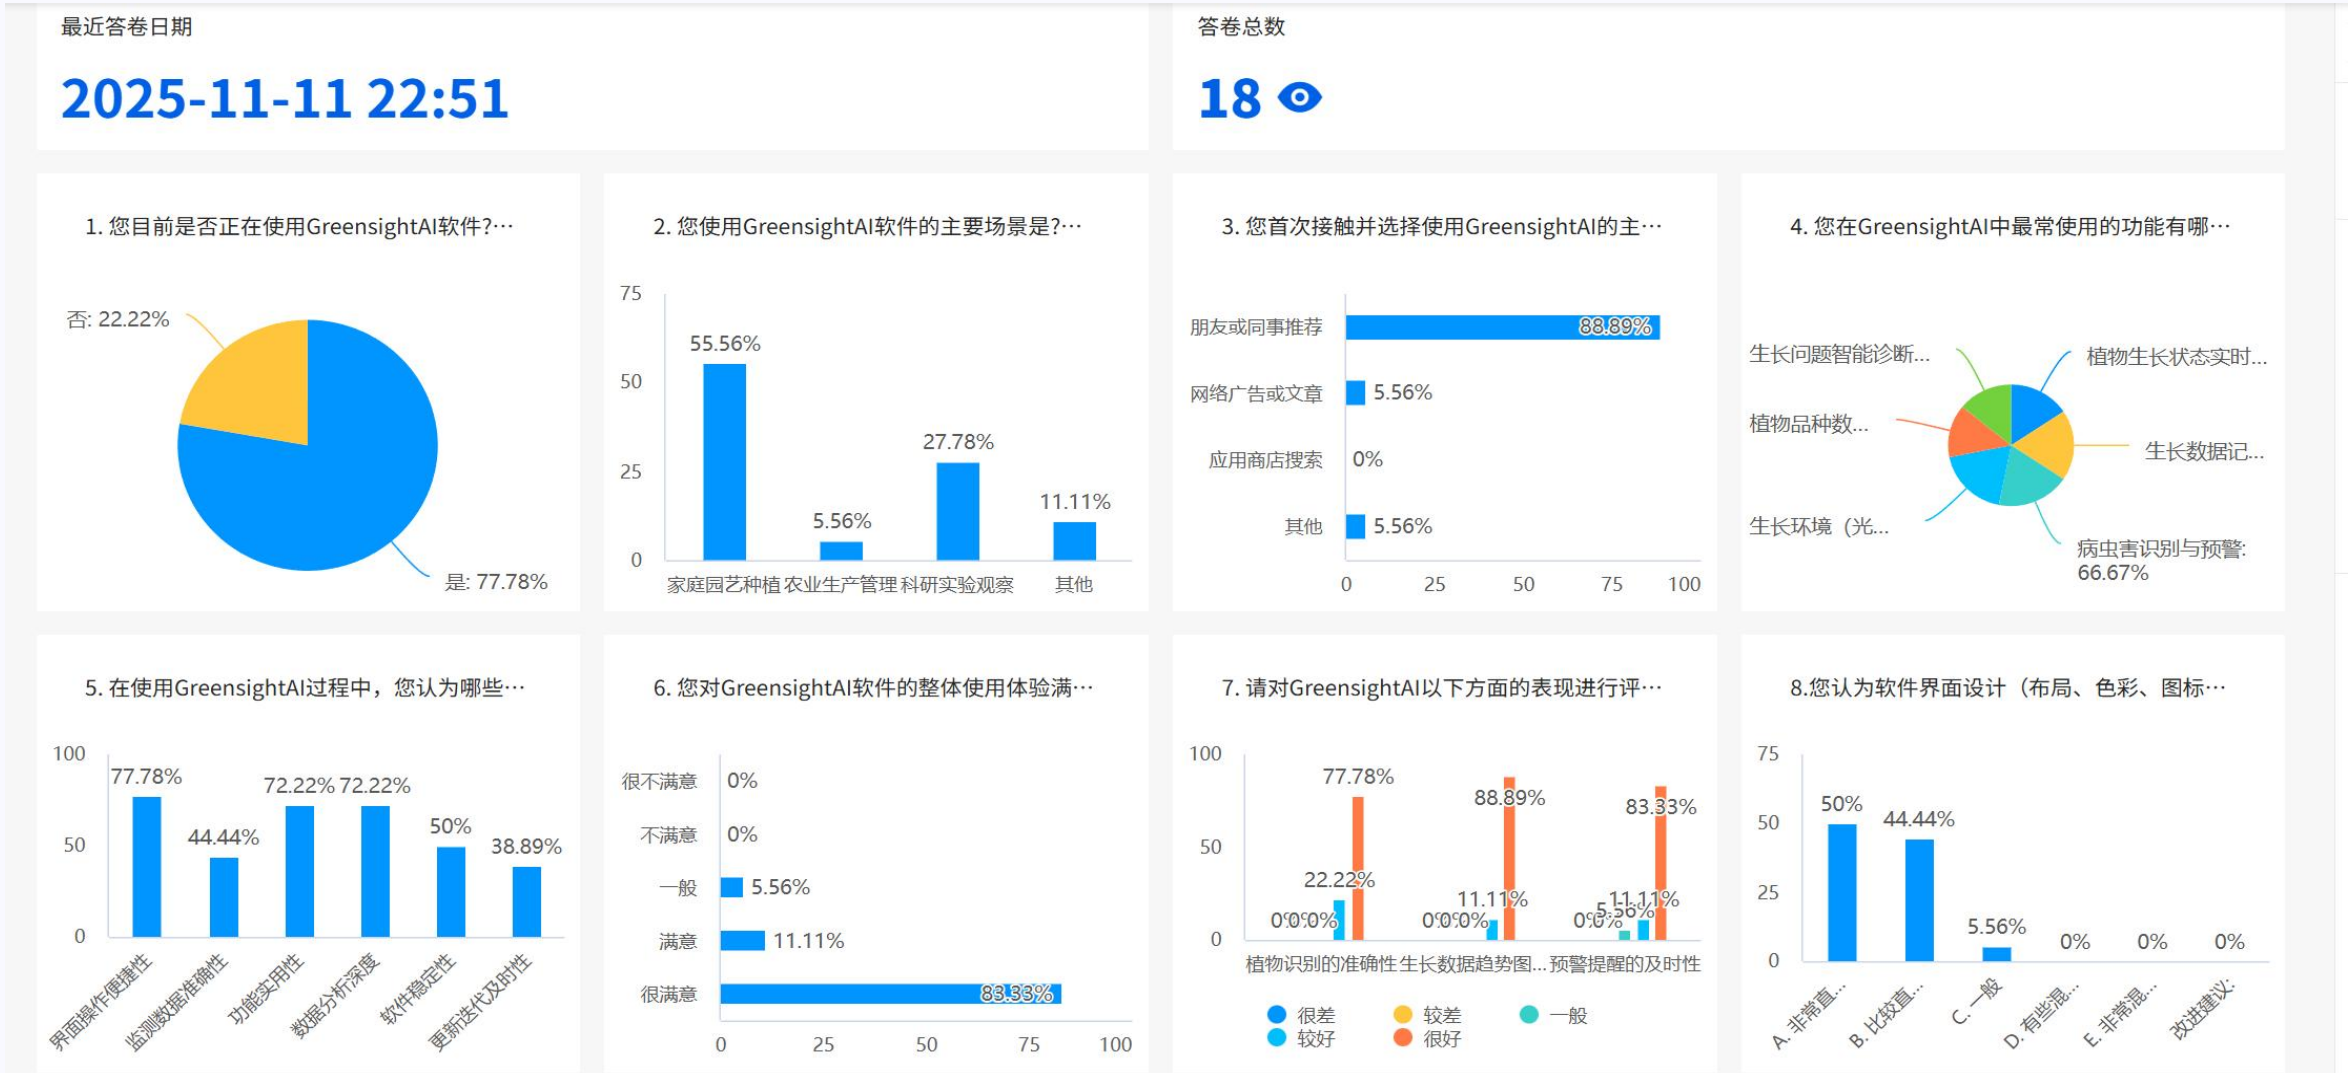 最近答卷日期
2025-11-11 22:51
答卷总数
18
1. 您目前是否正在使用GreensightAI软件?…
否: 22.22%
是: 77.78%
2. 您使用GreensightAI软件的主要场景是?…
75
50
25
0
55.56%
5.56%
27.78%
11.11%
家庭园艺种植
农业生产管理
科研实验观察
其他
3. 您首次接触并选择使用GreensightAI的主…
朋友或同事推荐
88.89%
网络广告或文章
5.56%
应用商店搜索
0%
其他
5.56%
0 25 50 75 100
4. 您在GreensightAI中最常使用的功能有哪…
生长问题智能诊断...
植物生长状态实时...
植物品种数...
生长数据记...
生长环境（光...
病虫害识别与预警:
66.67%
5. 在使用GreensightAI过程中，您认为哪些…
100
50
0
77.78%
44.44%
72.22%
72.22%
50%
38.89%
界面操作便捷性
监测数据准确性
功能实用性
数据分析深度
软件稳定性
更新迭代及时性
6. 您对GreensightAI软件的整体使用体验满…
很不满意
0%
不满意
0%
一般
5.56%
满意
11.11%
很满意
83.33%
0 25 50 75 100
7. 请对GreensightAI以下方面的表现进行评…
100
50
0
0%
0%
0%
22.22%
77.78%
0%
0%
0%
11.11%
88.89%
0%
0%
5.56%
11.11%
83.33%
植物识别的准确性
生长数据趋势图...
预警提醒的及时性
很差
较差
一般
较好
很好
8.您认为软件界面设计（布局、色彩、图标…
75
50
25
0
50%
44.44%
5.56%
0%
0%
0%
A. 非常直...
B. 比较直...
C. 一般
D. 有些混...
E. 非常混...
改进建议: